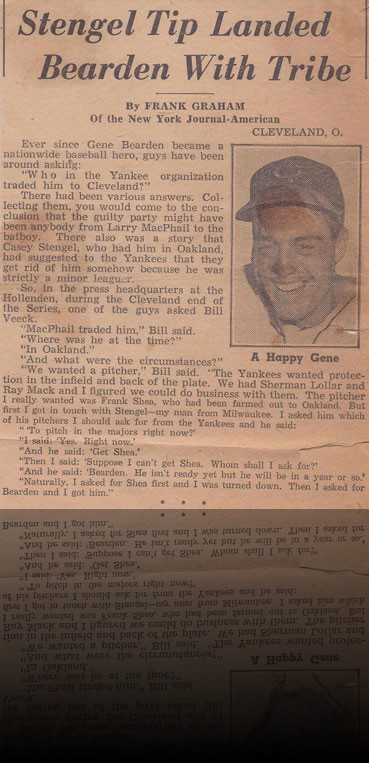 Stengel Tip Landed
Bearden With Tribe
By FRANK GRAHAM
Of the New York Journal-American
CLEVELAND, O.
Ever since Gene Bearden became a
nationwide baseball hero, guys have been
around asking:
"Who in the Yankee organization
traded him to Cleveland?"
There had been various answers. Col-
lecting them, you would come to the con-
clusion that the guilty party might have
been anybody from Larry MacPhail to the
batboy. There also was a story that
Casey Stengel, who had him in Oakland,
had suggested to the Yankees that they
get rid of him somehow because he was
strictly a minor leaguer.
So, in the press headquarters at the
Hollenden, during the Cleveland end of
the Series, one of the guys asked Bill
Veeck.
"MacPhail traded him," Bill said.
"Where was he at the time?"
"In Oakland."
"And what were the circumstances?"
"We wanted a pitcher," Bill said. "The Yankees wanted protec-
tion in the infield and back of the plate. We had Sherman Lollar and
Ray Mack and I figured we could do business with them. The pitcher
I really wanted was Frank Shea, who had been farmed out to Oakland. But
first I got in touch with Stengel—my man from Milwaukee. I asked him which
of his pitchers I should ask for from the Yankees and he said:
" 'To pitch in the majors right now?'
"I said: 'Yes. Right now.'
"And he said: 'Get Shea.'
"Then I said: 'Suppose I can't get Shea. Whom shall I ask for?'
"And he said: 'Bearden. He isn't ready yet but he will be in a year or so.'
"Naturally, I asked for Shea first and I was turned down. Then I asked for
Bearden and I got him."
A Happy Gene